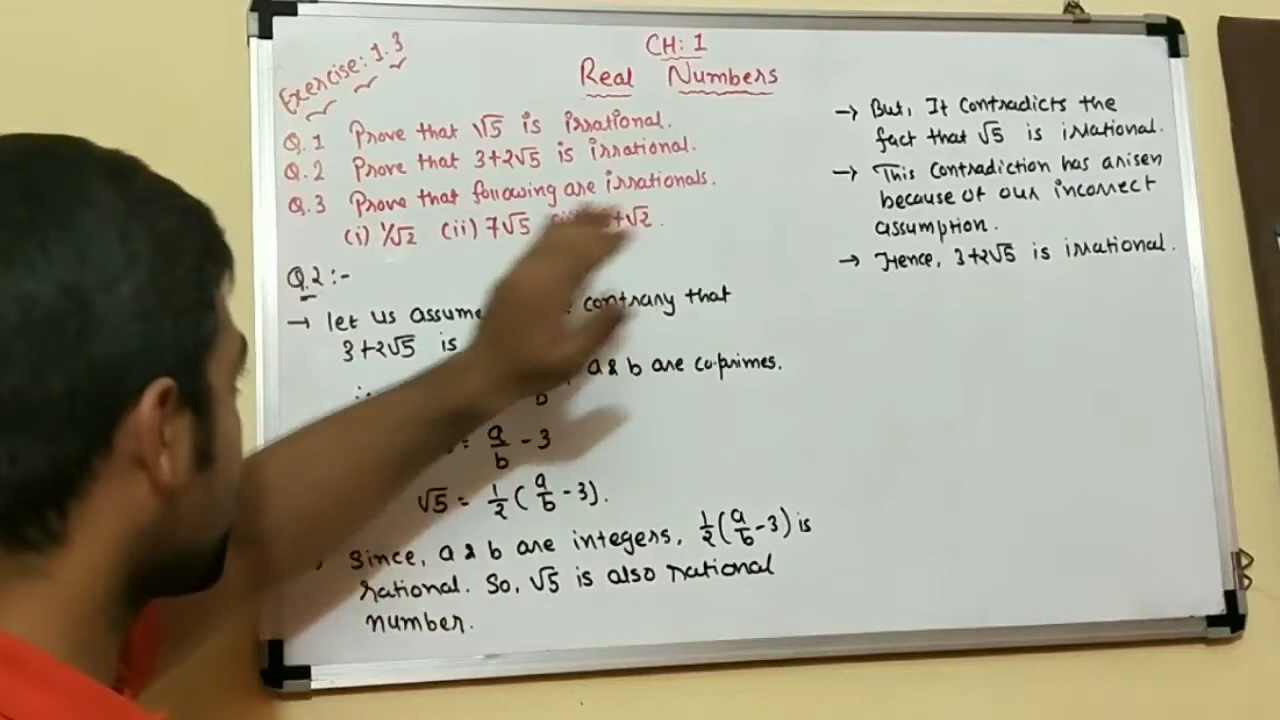 Exercise: 1.3
CH: 1
Real Numbers
Q.1 Prove that √5 is irrational.
Q.2 Prove that 3+2√5 is irrational.
Q.3 Prove that following are irrationals.
(i) 1/√2 (ii) 7√5 +√2.
Q.2:-
→ let us assume contrary that
3+2√5 is
∴ b, a & b are co-primes.
= a/b - 3
√5 = 1/2 (a/b - 3).
Since, a & b are integers, 1/2 (a/b - 3) is
rational. So, √5 is also rational
number.
→ But, It contradicts the
fact that √5 is irrational.
→ This contradiction has arisen
because of our incorrect
assumption.
→ Hence, 3+2√5 is irrational.